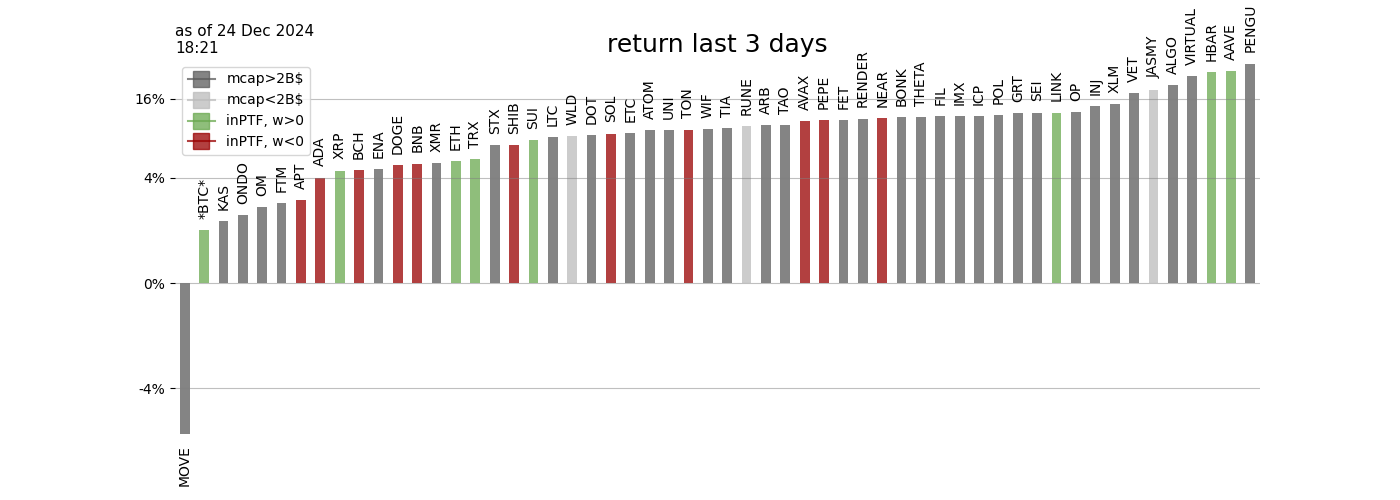 as of 24 Dec 2024
18:21
return last 3 days
mcap>2B$
mcap<2B$
inPTF, w>0
inPTF, w<0
16%
4%
0%
-4%
MOVE
*BTC*
KAS
ONDO
OM
FTM
APT
ADA
XRP
BCH
ENA
DOGE
BNB
XMR
ETH
TRX
STX
SHIB
SUI
LTC
WLD
DOT
SOL
ETC
ATOM
UNI
TON
WIF
TIA
RUNE
ARB
TAO
AVAX
PEPE
FET
RENDER
NEAR
BONK
THETA
FIL
IMX
ICP
POL
GRT
SEI
LINK
OP
INJ
XLM
VET
JASMY
ALGO
VIRTUAL
HBAR
AAVE
PENGU